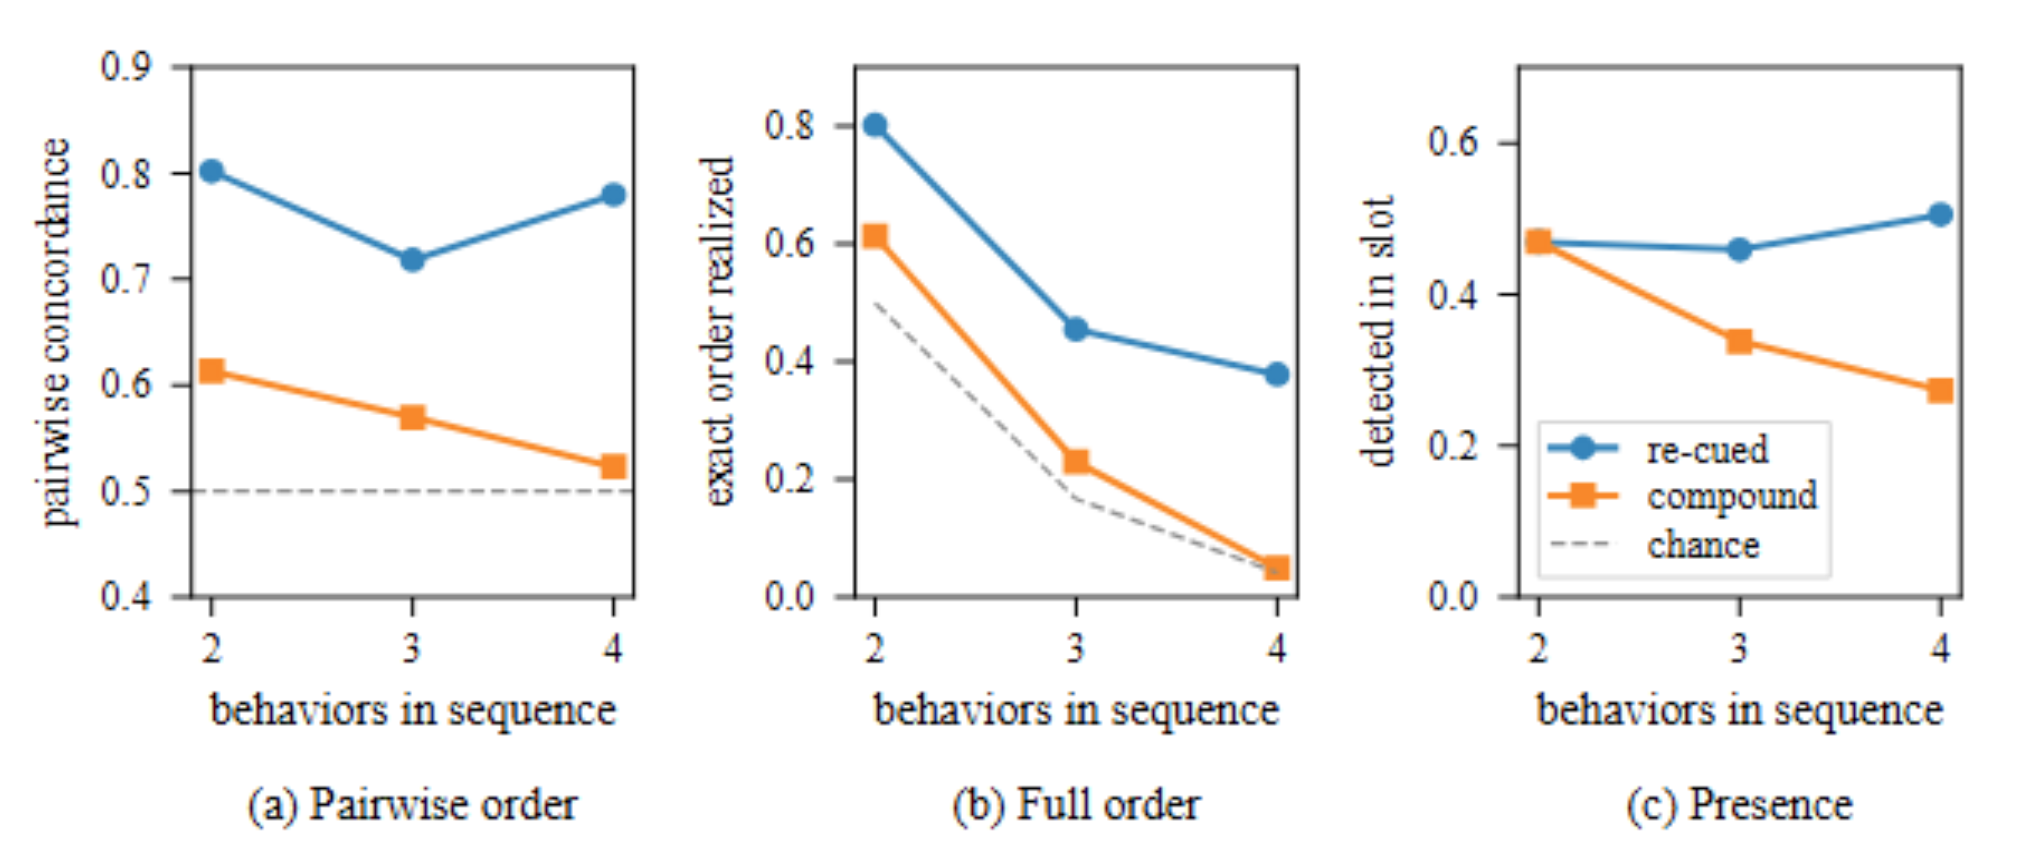 pairwise concordance
0.9
0.8
0.7
0.6
0.5
0.4
2 3 4
behaviors in sequence
(a) Pairwise order
exact order realized
0.8
0.6
0.4
0.2
0.0
2 3 4
behaviors in sequence
(b) Full order
detected in slot
0.6
0.4
0.2
0.0
re-cued
compound
chance
2 3 4
behaviors in sequence
(c) Presence